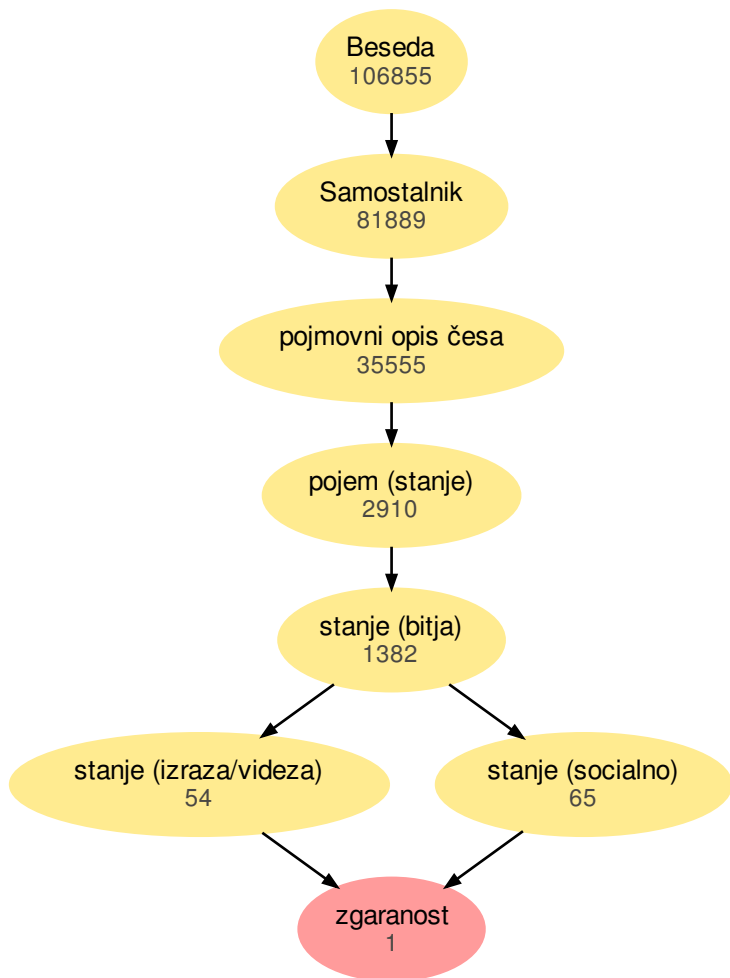 Beseda
106855
Samostalnik
81889
pojmovni opis česa
35555
pojem (stanje)
2910
stanje (bitja)
1382
stanje (izraza/videza)
54
stanje (socialno)
65
zgaranost
1